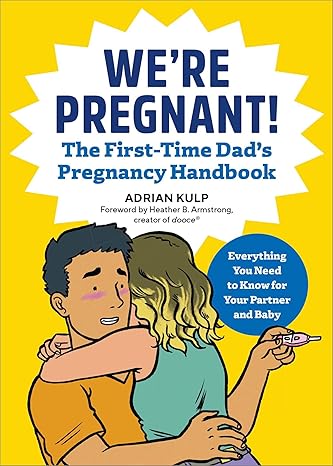 WE'RE
PREGNANT!
The First-Time Dad's
Pregnancy Handbook
ADRIAN KULP
Foreword by Heather B. Armstrong,
creator of dooce®
Everything
You Need
to Know for
Your Partner
and Baby